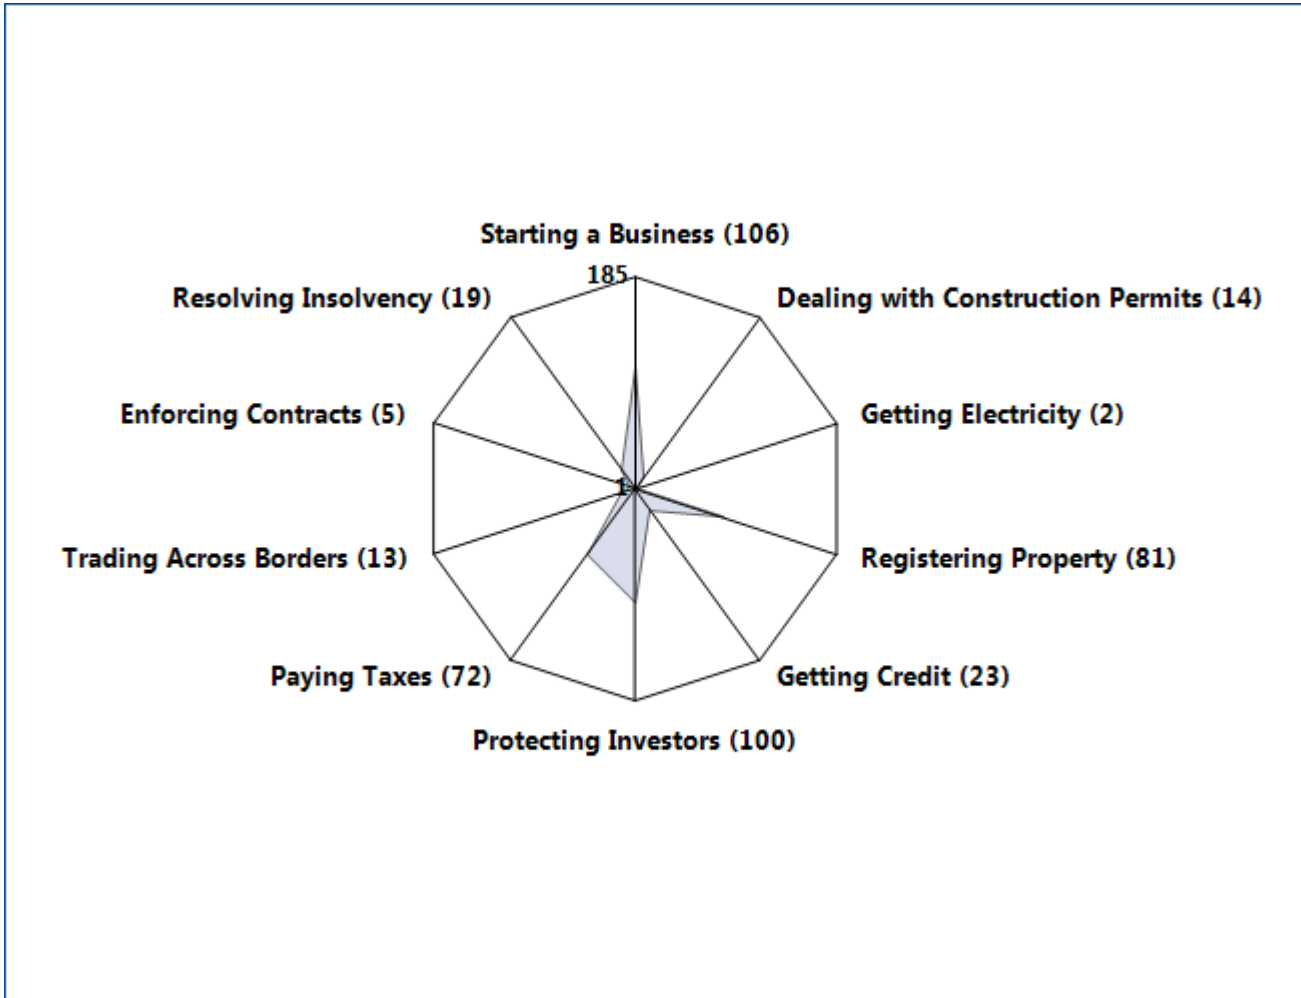 Starting a Business (106)
185
Resolving Insolvency (19)
Dealing with Construction Permits (14)
Enforcing Contracts (5)
Getting Electricity (2)
1
Trading Across Borders (13)
Registering Property (81)
Paying Taxes (72)
Getting Credit (23)
Protecting Investors (100)